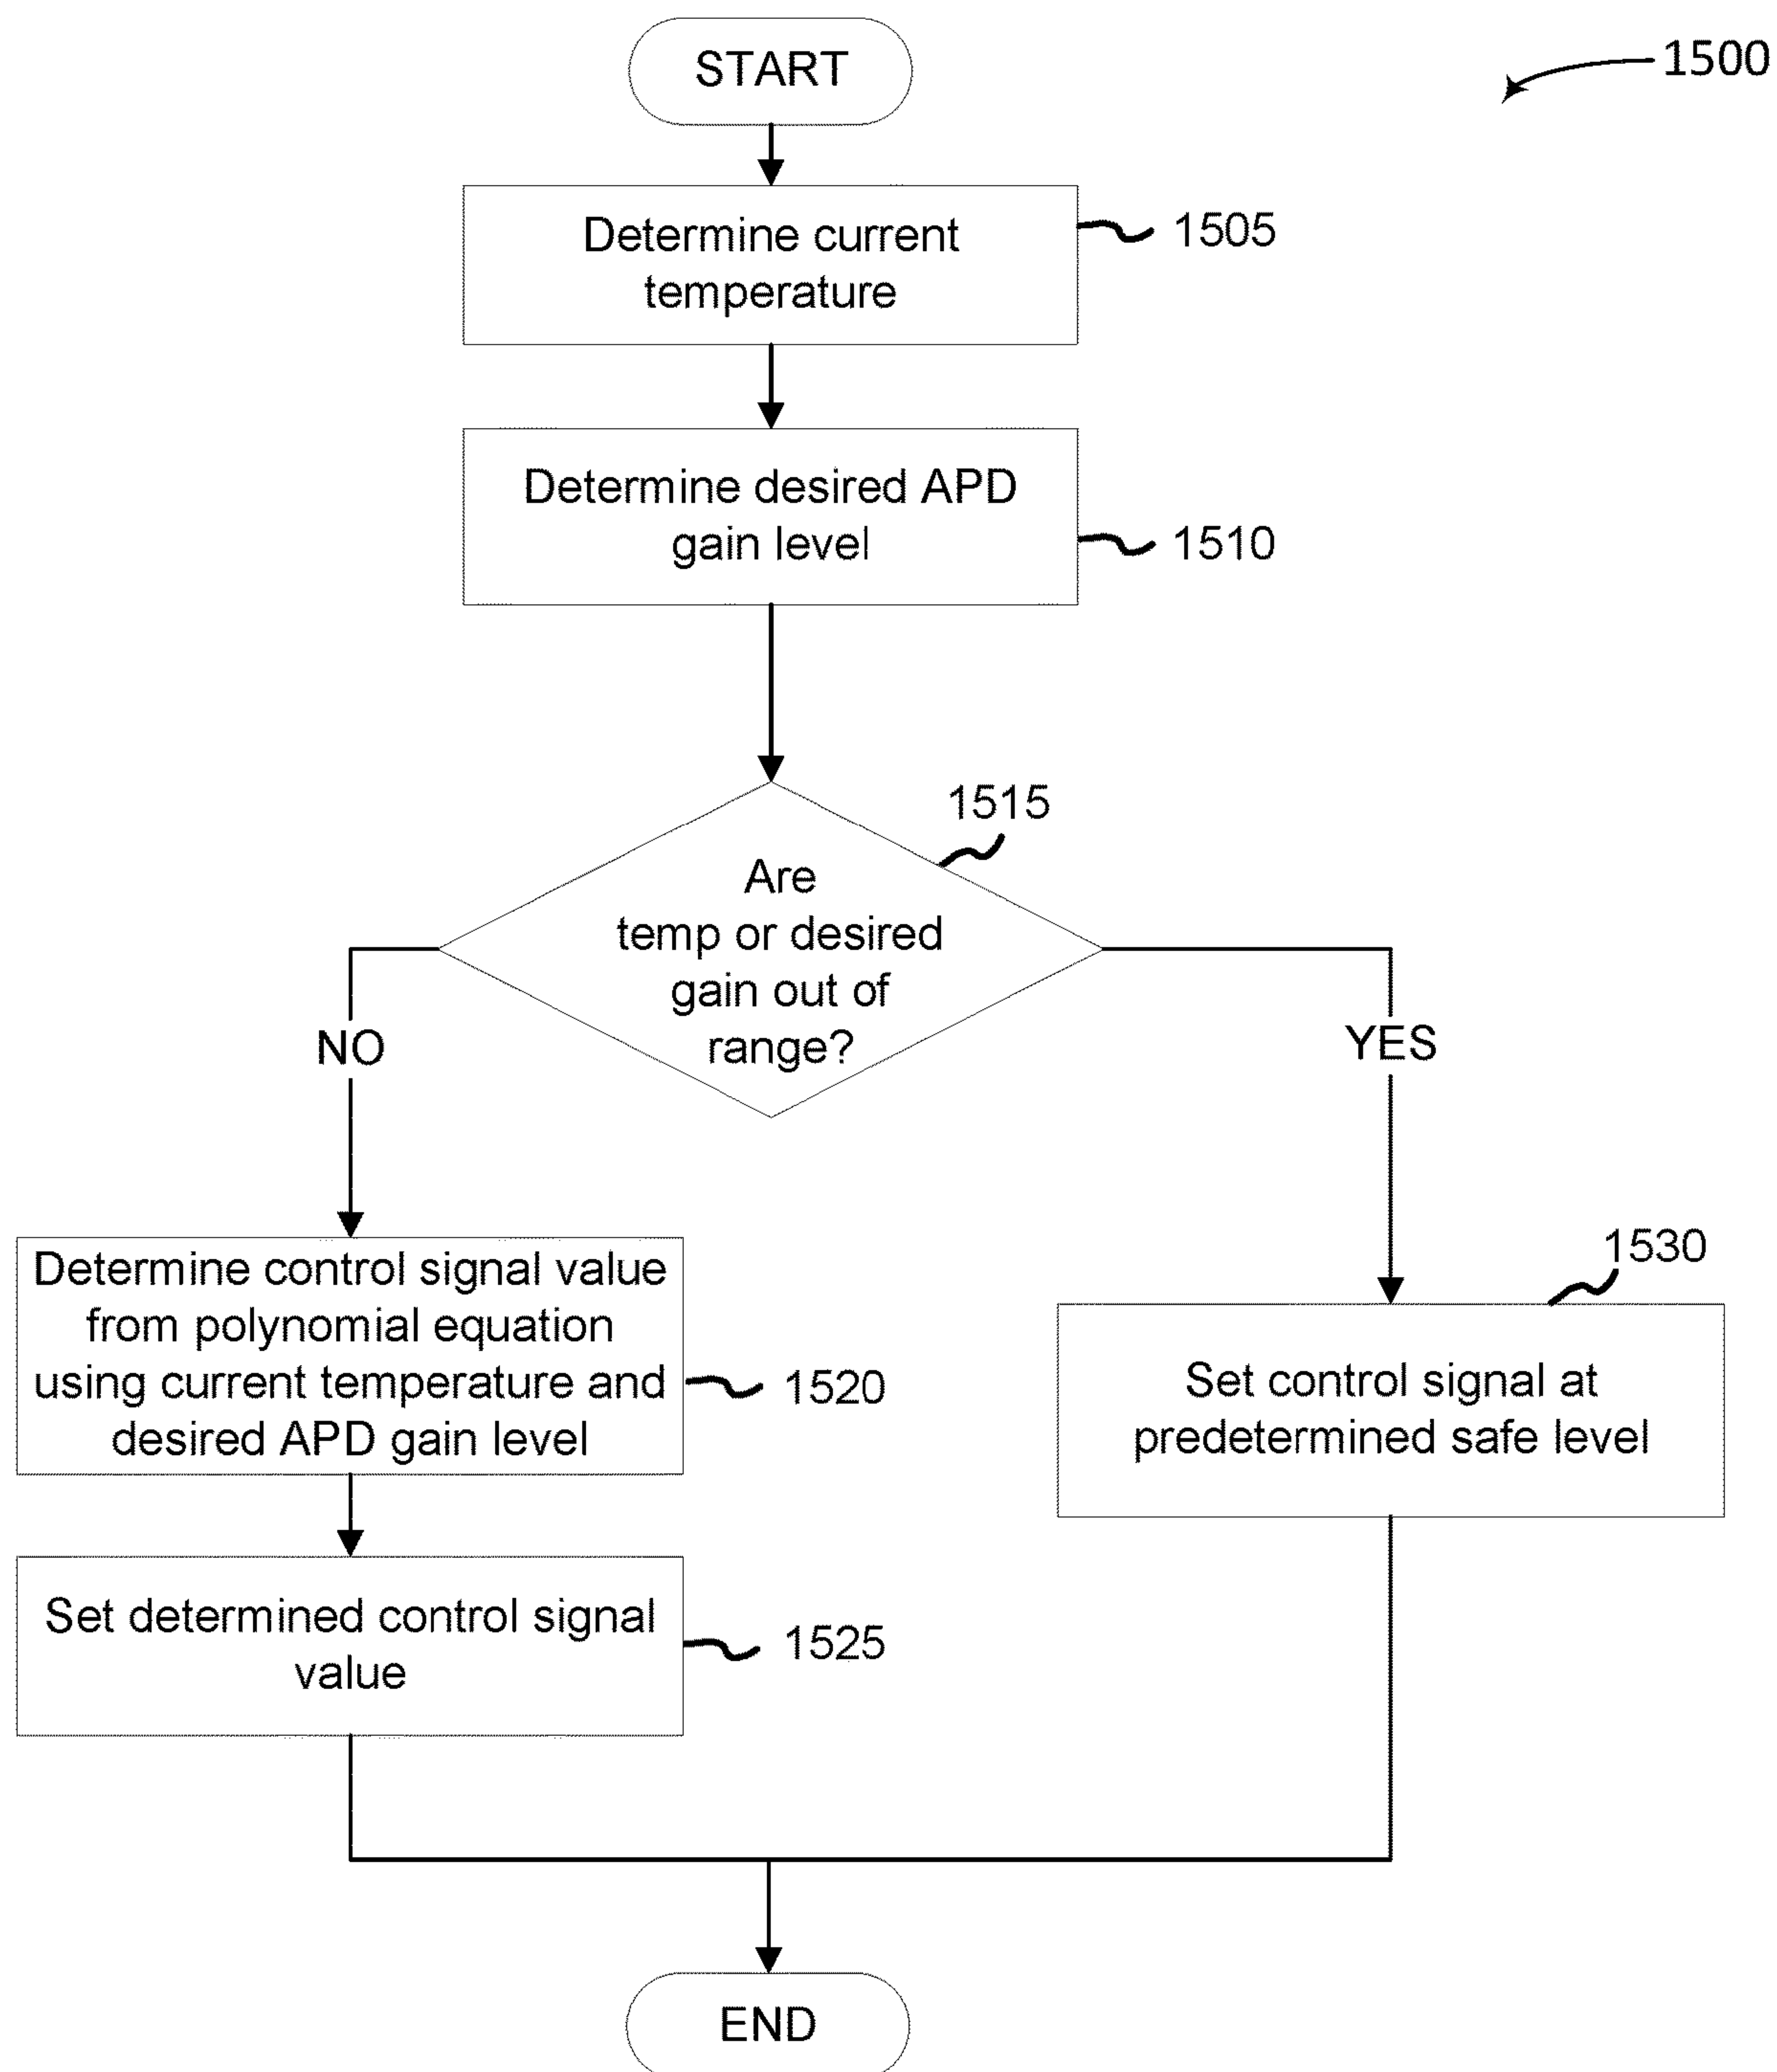 START
1500
Determine current
temperature
1505
Determine desired APD
gain level
1510
1515
Are
temp or desired
gain out of
range?
NO
YES
Determine control signal value
from polynomial equation
using current temperature and
desired APD gain level
1520
1530
Set control signal at
predetermined safe level
Set determined control signal
value
1525
END